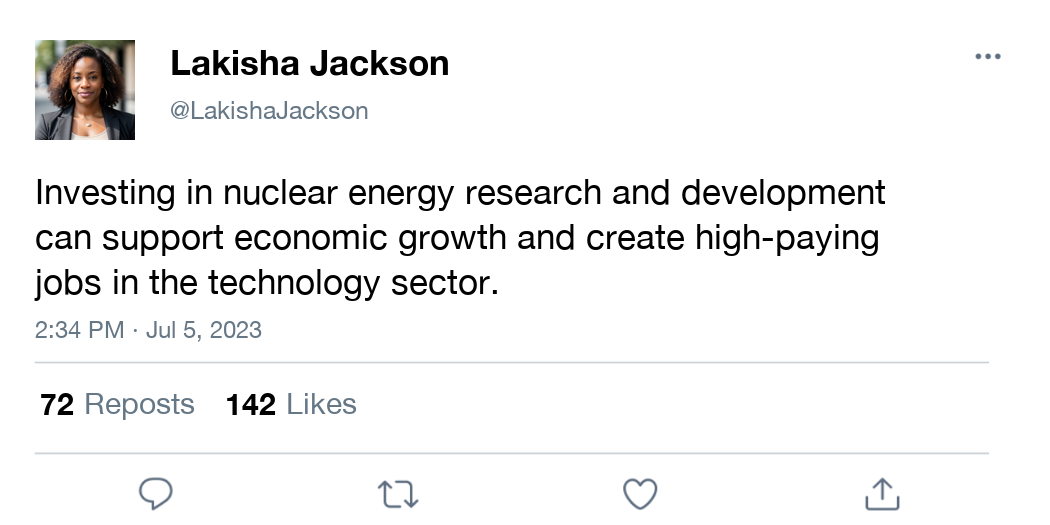 Lakisha Jackson
@LakishaJackson
Investing in nuclear energy research and development
can support economic growth and create high-paying
jobs in the technology sector.
2:34 PM · Jul 5, 2023
72 Reposts 142 Likes